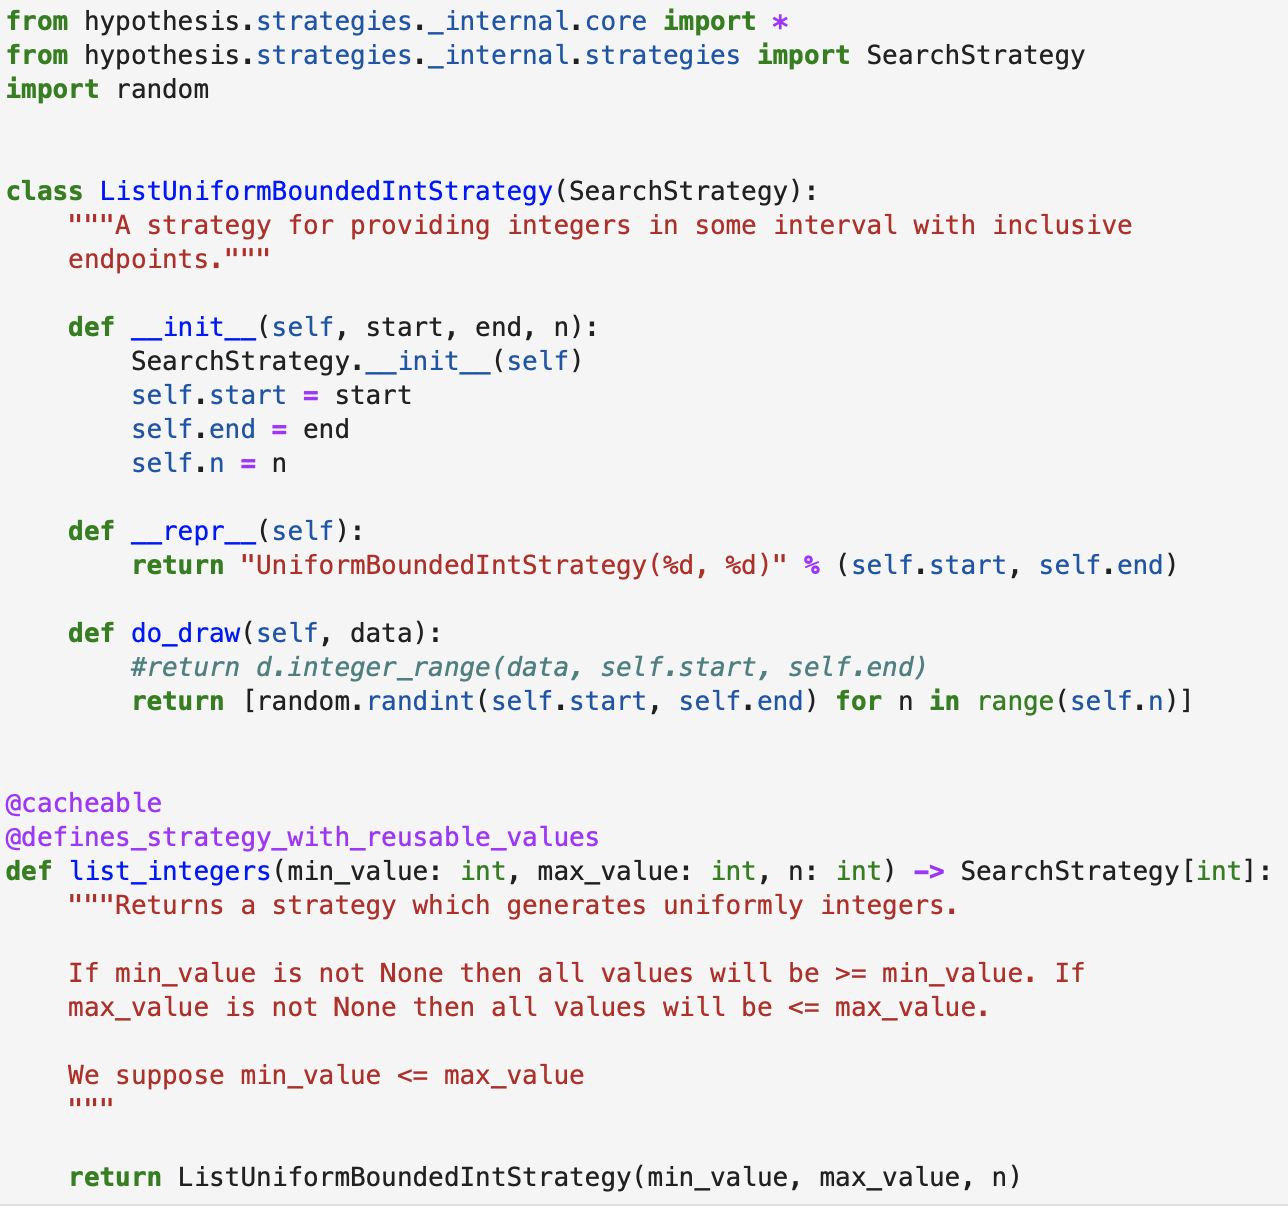 from hypothesis.strategies._internal.core import *
from hypothesis.strategies._internal.strategies import SearchStrategy
import random
class ListUniformBoundedIntStrategy(SearchStrategy):
    """A strategy for providing integers in some interval with inclusive
    endpoints."""
    def __init__(self, start, end, n):
        SearchStrategy.__init__(self)
        self.start = start
        self.end = end
        self.n = n
    def __repr__(self):
        return "UniformBoundedIntStrategy(%d, %d)" % (self.start, self.end)
    def do_draw(self, data):
        #return d.integer_range(data, self.start, self.end)
        return [random.randint(self.start, self.end) for n in range(self.n)]
@cacheable
@defines_strategy_with_reusable_values
def list_integers(min_value: int, max_value: int, n: int) -> SearchStrategy[int]:
    """Returns a strategy which generates uniformly integers.
    If min_value is not None then all values will be >= min_value. If
    max_value is not None then all values will be <= max_value.
    We suppose min_value <= max_value
    """
    return ListUniformBoundedIntStrategy(min_value, max_value, n)